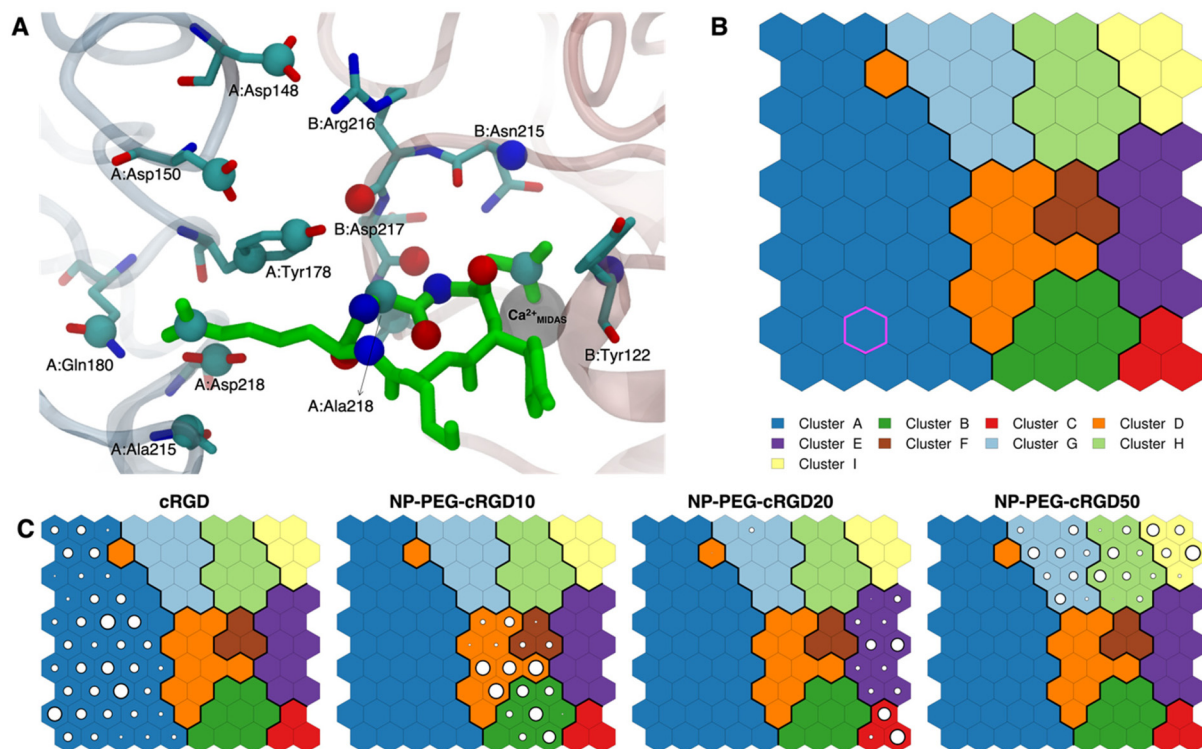 A
A:Asp148
B:Arg216
B:Asn215
A:Asp150
B:Asp217
A:Tyr178
Ca2+MIDAS
A:Gln180
B:Tyr122
A:Asp218
A:Ala218
A:Ala215
B
Cluster A
Cluster B
Cluster C
Cluster D
Cluster E
Cluster F
Cluster G
Cluster H
Cluster I
C
cRGD
NP-PEG-cRGD10
NP-PEG-cRGD20
NP-PEG-cRGD50